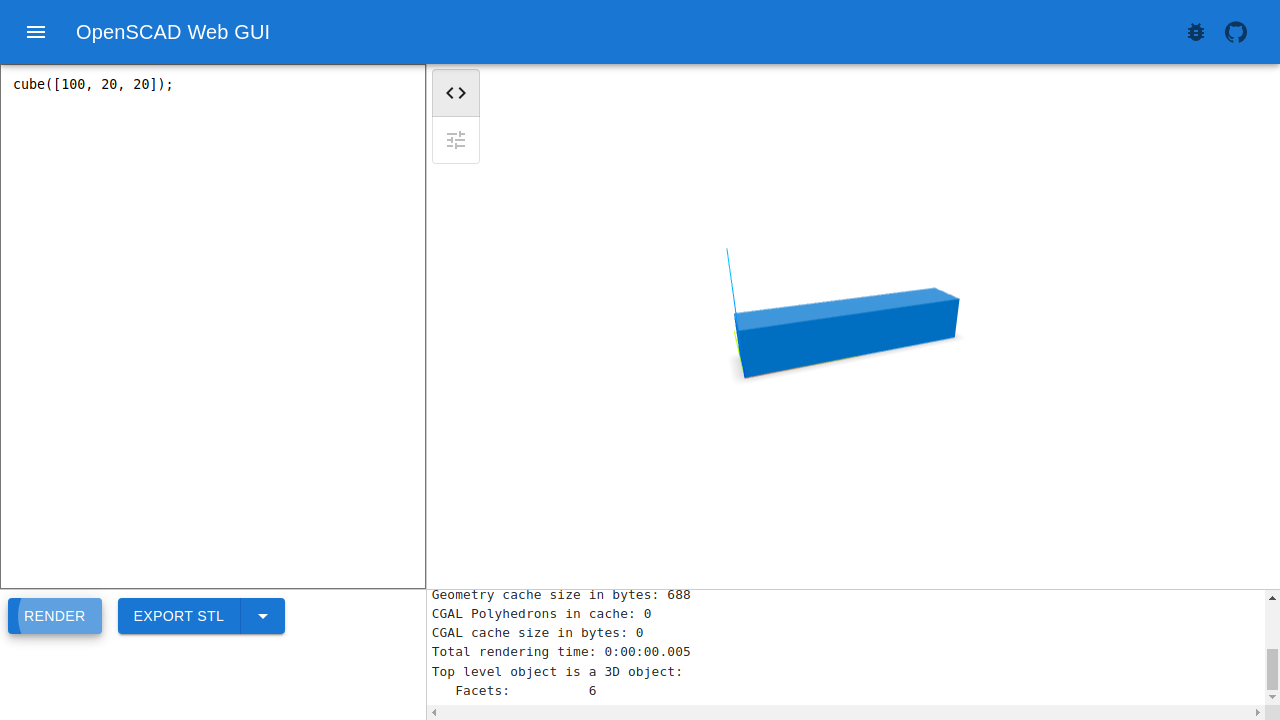 OpenSCAD Web GUI
cube([100, 20, 20]);
RENDER
EXPORT STL
Geometry cache size in bytes: 688
CGAL Polyhedrons in cache: 0
CGAL cache size in bytes: 0
Total rendering time: 0:00:00.005
Top level object is a 3D object:
Facets:          6